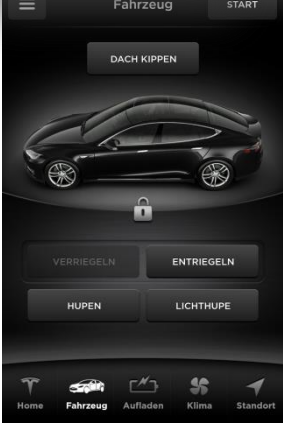 Fahrzeug START
DACH KIPPEN
VERRIEGELN ENTRIEGELN
HUPEN LICHTHUPE
Home Fahrzeug Aufladen Klima Standort